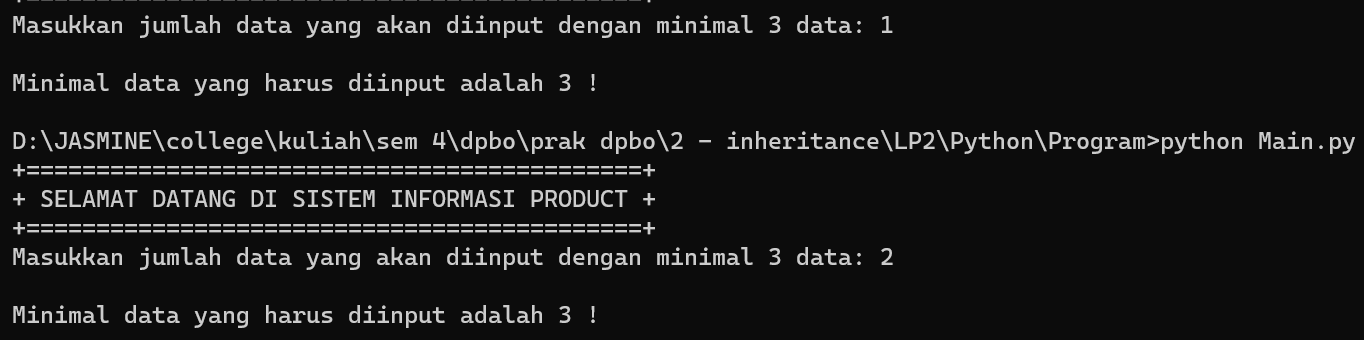 +============================================+
Masukkan jumlah data yang akan diinput dengan minimal 3 data: 1
Minimal data yang harus diinput adalah 3 !
D:\JASMINE\college\kuliah\sem 4\dpbo\prak dpbo\2 - inheritance\LP2\Python\Program>python Main.py
+============================================+
+ SELAMAT DATANG DI SISTEM INFORMASI PRODUCT +
+============================================+
Masukkan jumlah data yang akan diinput dengan minimal 3 data: 2
Minimal data yang harus diinput adalah 3 !